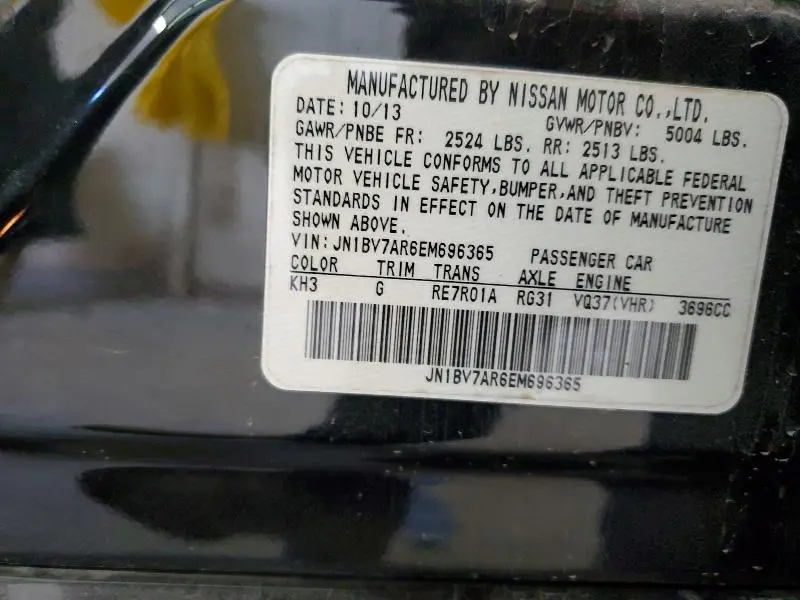 MANUFACTURED BY NISSAN MOTOR CO.,LTD.
DATE: 10/13 GVWR/PNBV: 5004 LBS.
GAWR/PNBE FR: 2524 LBS. RR: 2513 LBS.
THIS VEHICLE CONFORMS TO ALL APPLICABLE FEDERAL
MOTOR VEHICLE SAFETY,BUMPER,AND THEFT PREVENTION
STANDARDS IN EFFECT ON THE DATE OF MANUFACTURE
SHOWN ABOVE.
VIN: JN1BV7AR6EM696365 PASSENGER CAR
COLOR TRIM TRANS AXLE ENGINE
KH3 G RE7R01A RG31 VQ37(VHR) 3696CC
JN1BV7AR6EM696365